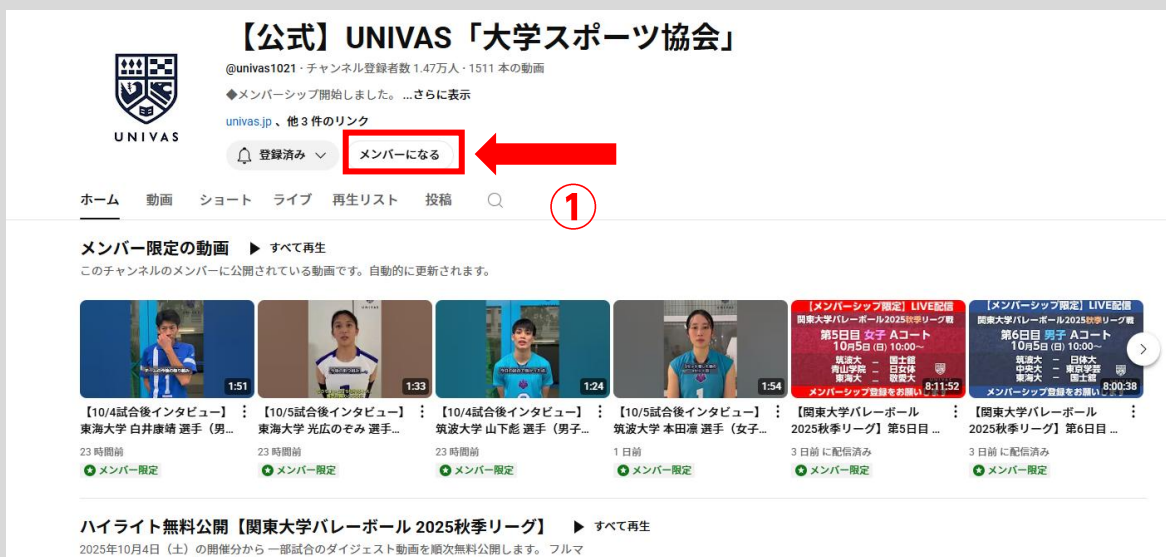 【公式】UNIVAS「大学スポーツ協会」
@univas1021・チャンネル登録者数 1.47万人・1511 本の動画
◆メンバーシップ開始しました。 ...さらに表示
univas.jp 、他 3 件のリンク
UNIVAS
登録済み
メンバーになる
①
ホーム 動画 ショート ライブ 再生リスト 投稿
メンバー限定の動画 ▶ すべて再生
このチャンネルのメンバーに公開されている動画です。自動的に更新されます。
1:51
1:33
1:24
1:54
【メンバーシップ限定】LIVE配信
関東大学バレーボール2025秋季リーグ戦
第5日目 女子 Aコート
10月5日(日) 10:00～
筑波大 － 国士舘
青山学院 － 日女体
東海大 － 敬愛大
メンバーシップ登録をお願い
8:11:52
【メンバーシップ限定】LIVE配信
関東大学バレーボール2025秋季リーグ戦
第6日目 男子 Aコート
10月5日(日) 10:00～
筑波大 － 日体大
中央大 － 東京学芸
東海大 － 国士舘
メンバーシップ登録をお願い
8:00:38
【10/4試合後インタビュー】
東海大学 白井康靖 選手（男...
23 時間前
メンバー限定
【10/5試合後インタビュー】
東海大学 光広のぞみ 選手...
23 時間前
メンバー限定
【10/4試合後インタビュー】
筑波大学 山下彪 選手（男子...
23 時間前
メンバー限定
【10/5試合後インタビュー】
筑波大学 本田凛 選手（女子...
1 日前
メンバー限定
【関東大学バレーボール
2025秋季リーグ】第5日目 ...
3 日前 に配信済み
メンバー限定
【関東大学バレーボール
2025秋季リーグ】第6日目 ...
3 日前 に配信済み
メンバー限定
ハイライト無料公開【関東大学バレーボール 2025秋季リーグ】 ▶ すべて再生
2025年10月4日（土）の開催分から 一部試合のダイジェスト動画を順次無料公開します。 フルマ